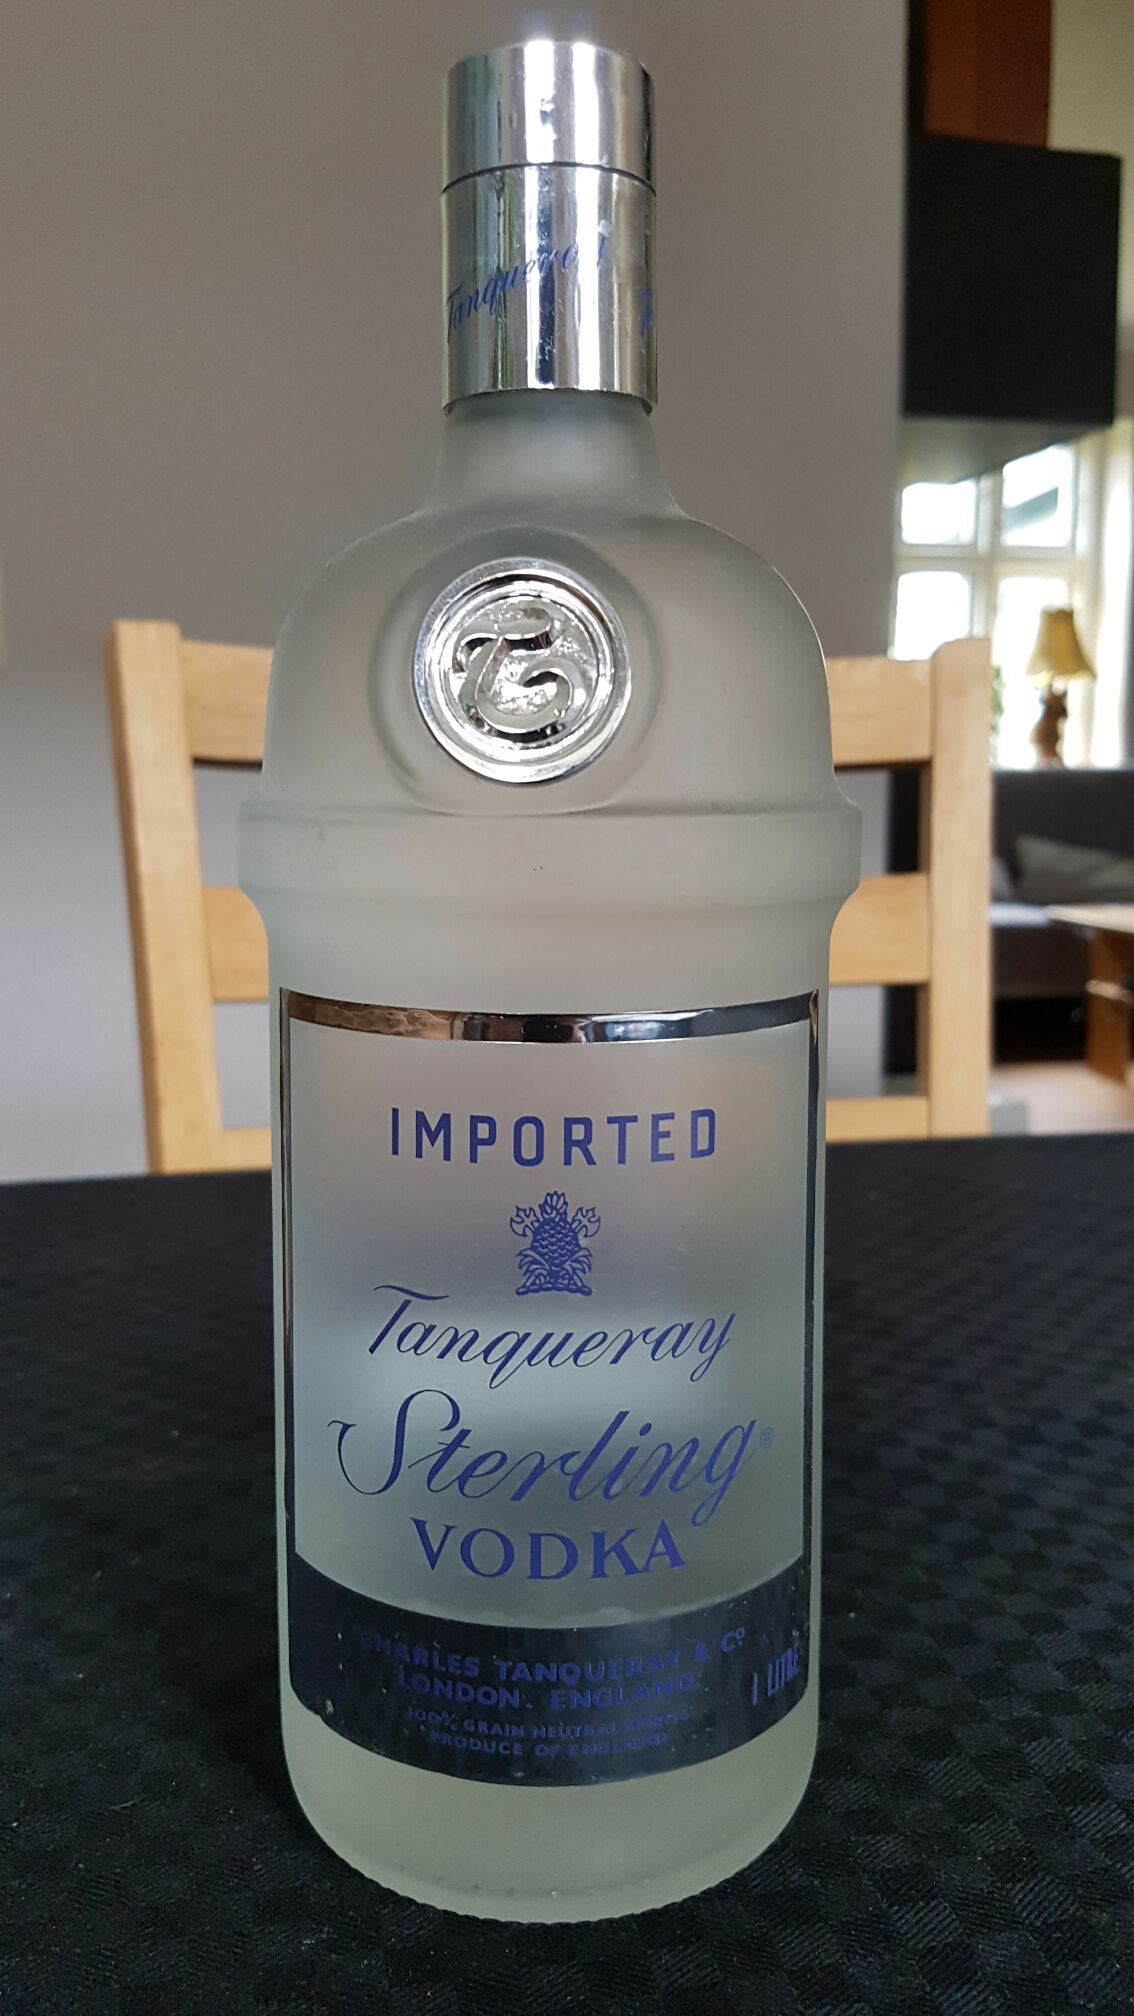 Tanqueray
IMPORTED
Tanqueray
Sterling®
VODKA
CHARLES TANQUERAY & Cº
LONDON. ENGLAND.
1 LITRE
100% GRAIN NEUTRAL SPIRITS
PRODUCE OF ENGLAND